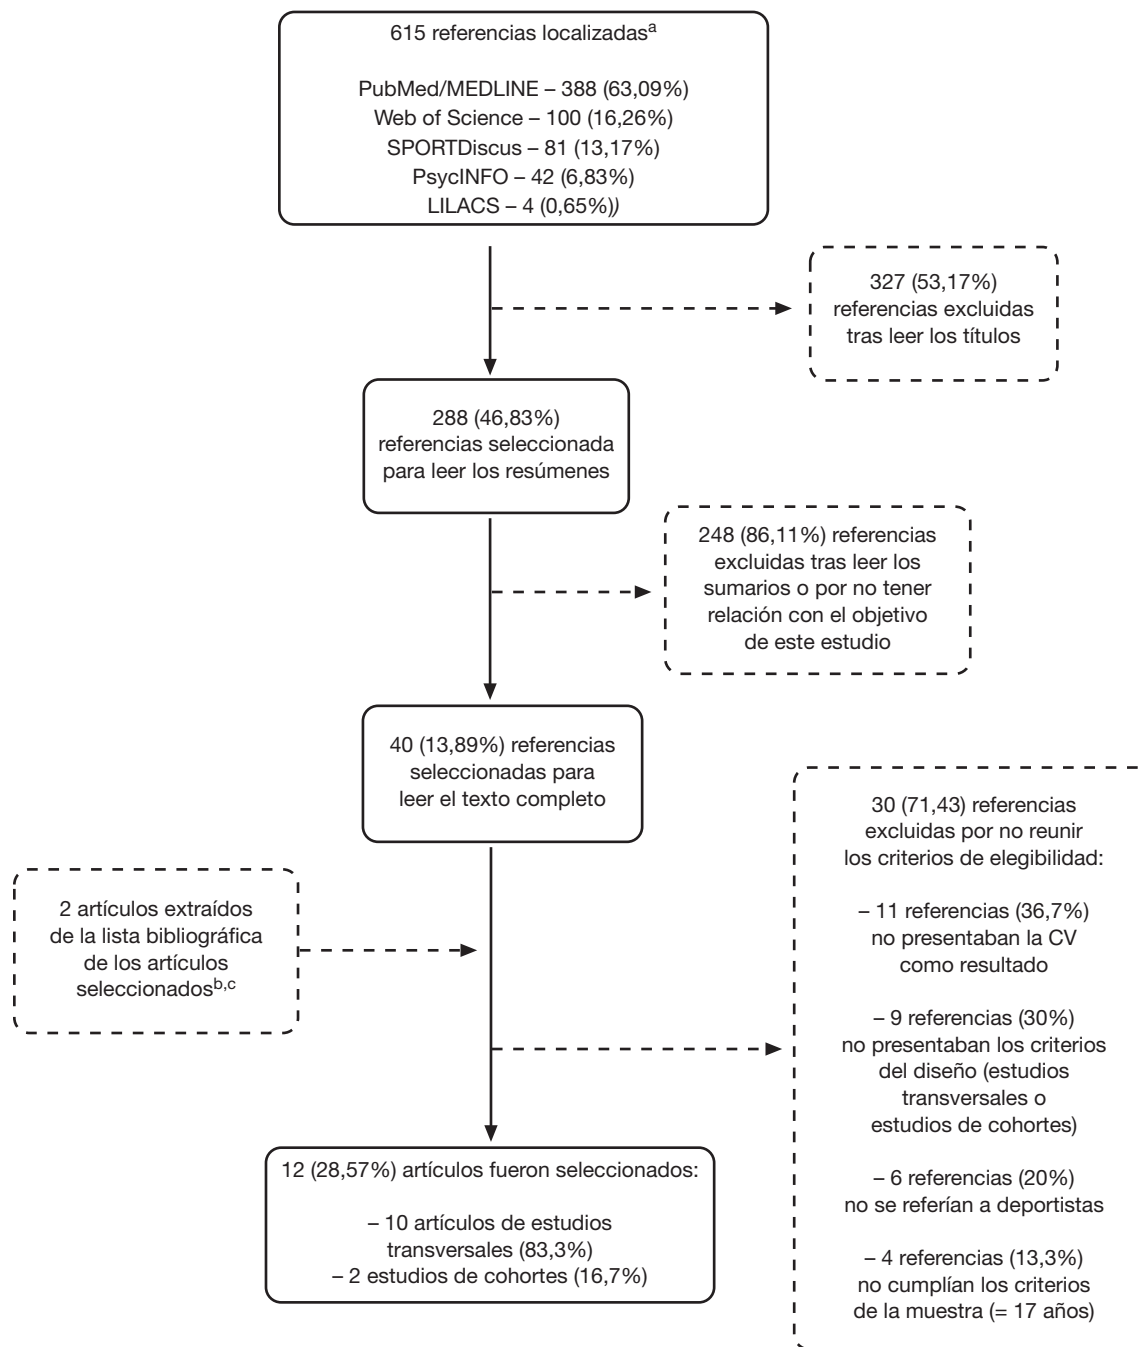 615 referencias localizadasª
PubMed/MEDLINE – 388 (63,09%)
Web of Science – 100 (16,26%)
SPORTDiscus – 81 (13,17%)
PsycINFO – 42 (6,83%)
LILACS – 4 (0,65%))
327 (53,17%)
referencias excluidas
tras leer los títulos
288 (46,83%)
referencias seleccionada
para leer los resúmenes
248 (86,11%) referencias
excluidas tras leer los
sumarios o por no tener
relación con el objetivo
de este estudio
40 (13,89%) referencias
seleccionadas para
leer el texto completo
2 artículos extraídos
de la lista bibliográfica
de los artículos
seleccionadosb,c
30 (71,43) referencias
excluidas por no reunir
los criterios de elegibilidad:
– 11 referencias (36,7%)
no presentaban la CV
como resultado
– 9 referencias (30%)
no presentaban los criterios
del diseño (estudios
transversales o
estudios de cohortes)
– 6 referencias (20%)
no se referían a deportistas
– 4 referencias (13,3%)
no cumplían los criterios
de la muestra (= 17 años)
12 (28,57%) artículos fueron seleccionados:
– 10 artículos de estudios
transversales (83,3%)
– 2 estudios de cohortes (16,7%)